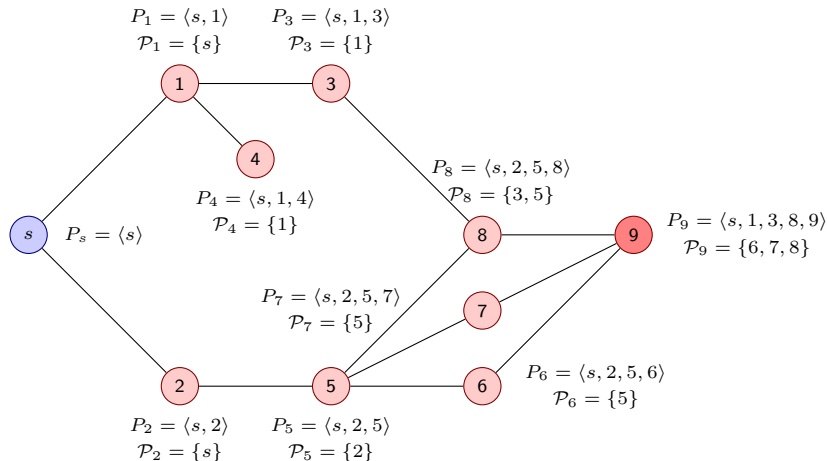 P₁ = ⟨s, 1⟩
𝒫₁ = {s}
P₃ = ⟨s, 1, 3⟩
𝒫₃ = {1}
1
3
4
P₄ = ⟨s, 1, 4⟩
𝒫₄ = {1}
P₈ = ⟨s, 2, 5, 8⟩
𝒫₈ = {3, 5}
s
Pₛ = ⟨s⟩
8
9
P₉ = ⟨s, 1, 3, 8, 9⟩
𝒫₉ = {6, 7, 8}
P₇ = ⟨s, 2, 5, 7⟩
𝒫₇ = {5}
7
2
5
6
P₆ = ⟨s, 2, 5, 6⟩
𝒫₆ = {5}
P₂ = ⟨s, 2⟩
𝒫₂ = {s}
P₅ = ⟨s, 2, 5⟩
𝒫₅ = {2}